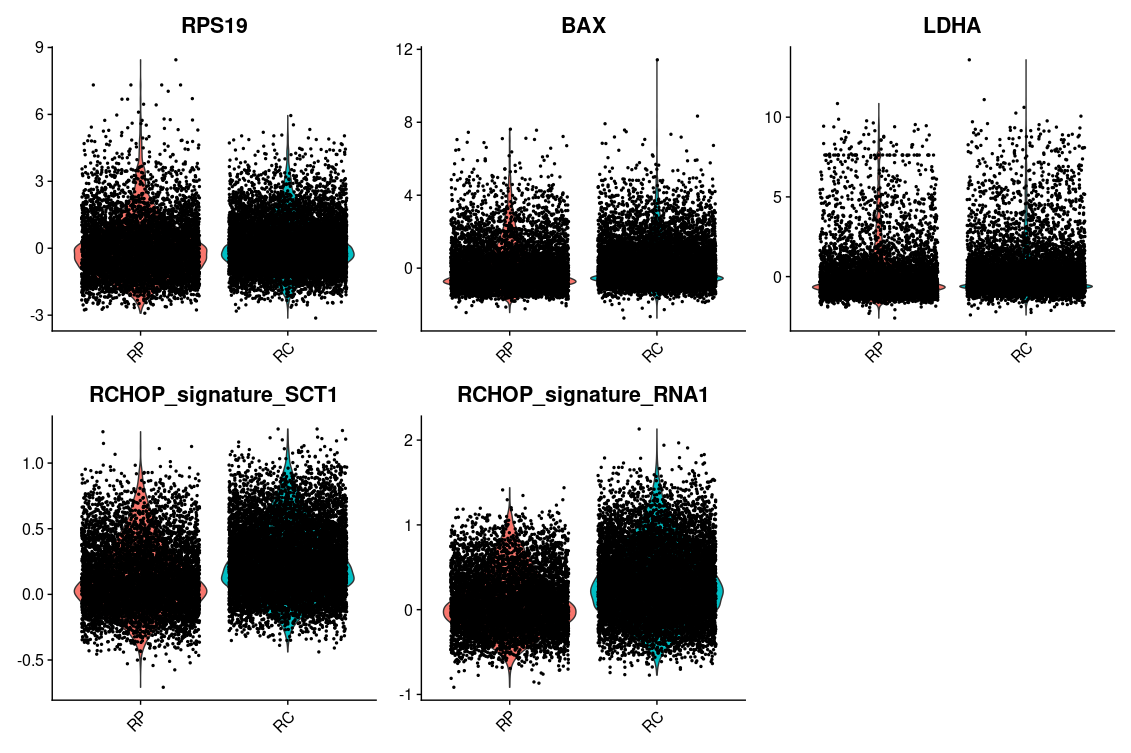 RPS19
BAX
LDHA
9
6
3
0
-3
RP
RC
12
8
4
0
RP
RC
10
5
0
RP
RC
RCHOP_signature_SCT1
RCHOP_signature_RNA1
1.0
0.5
0.0
-0.5
RP
RC
2
1
0
-1
RP
RC